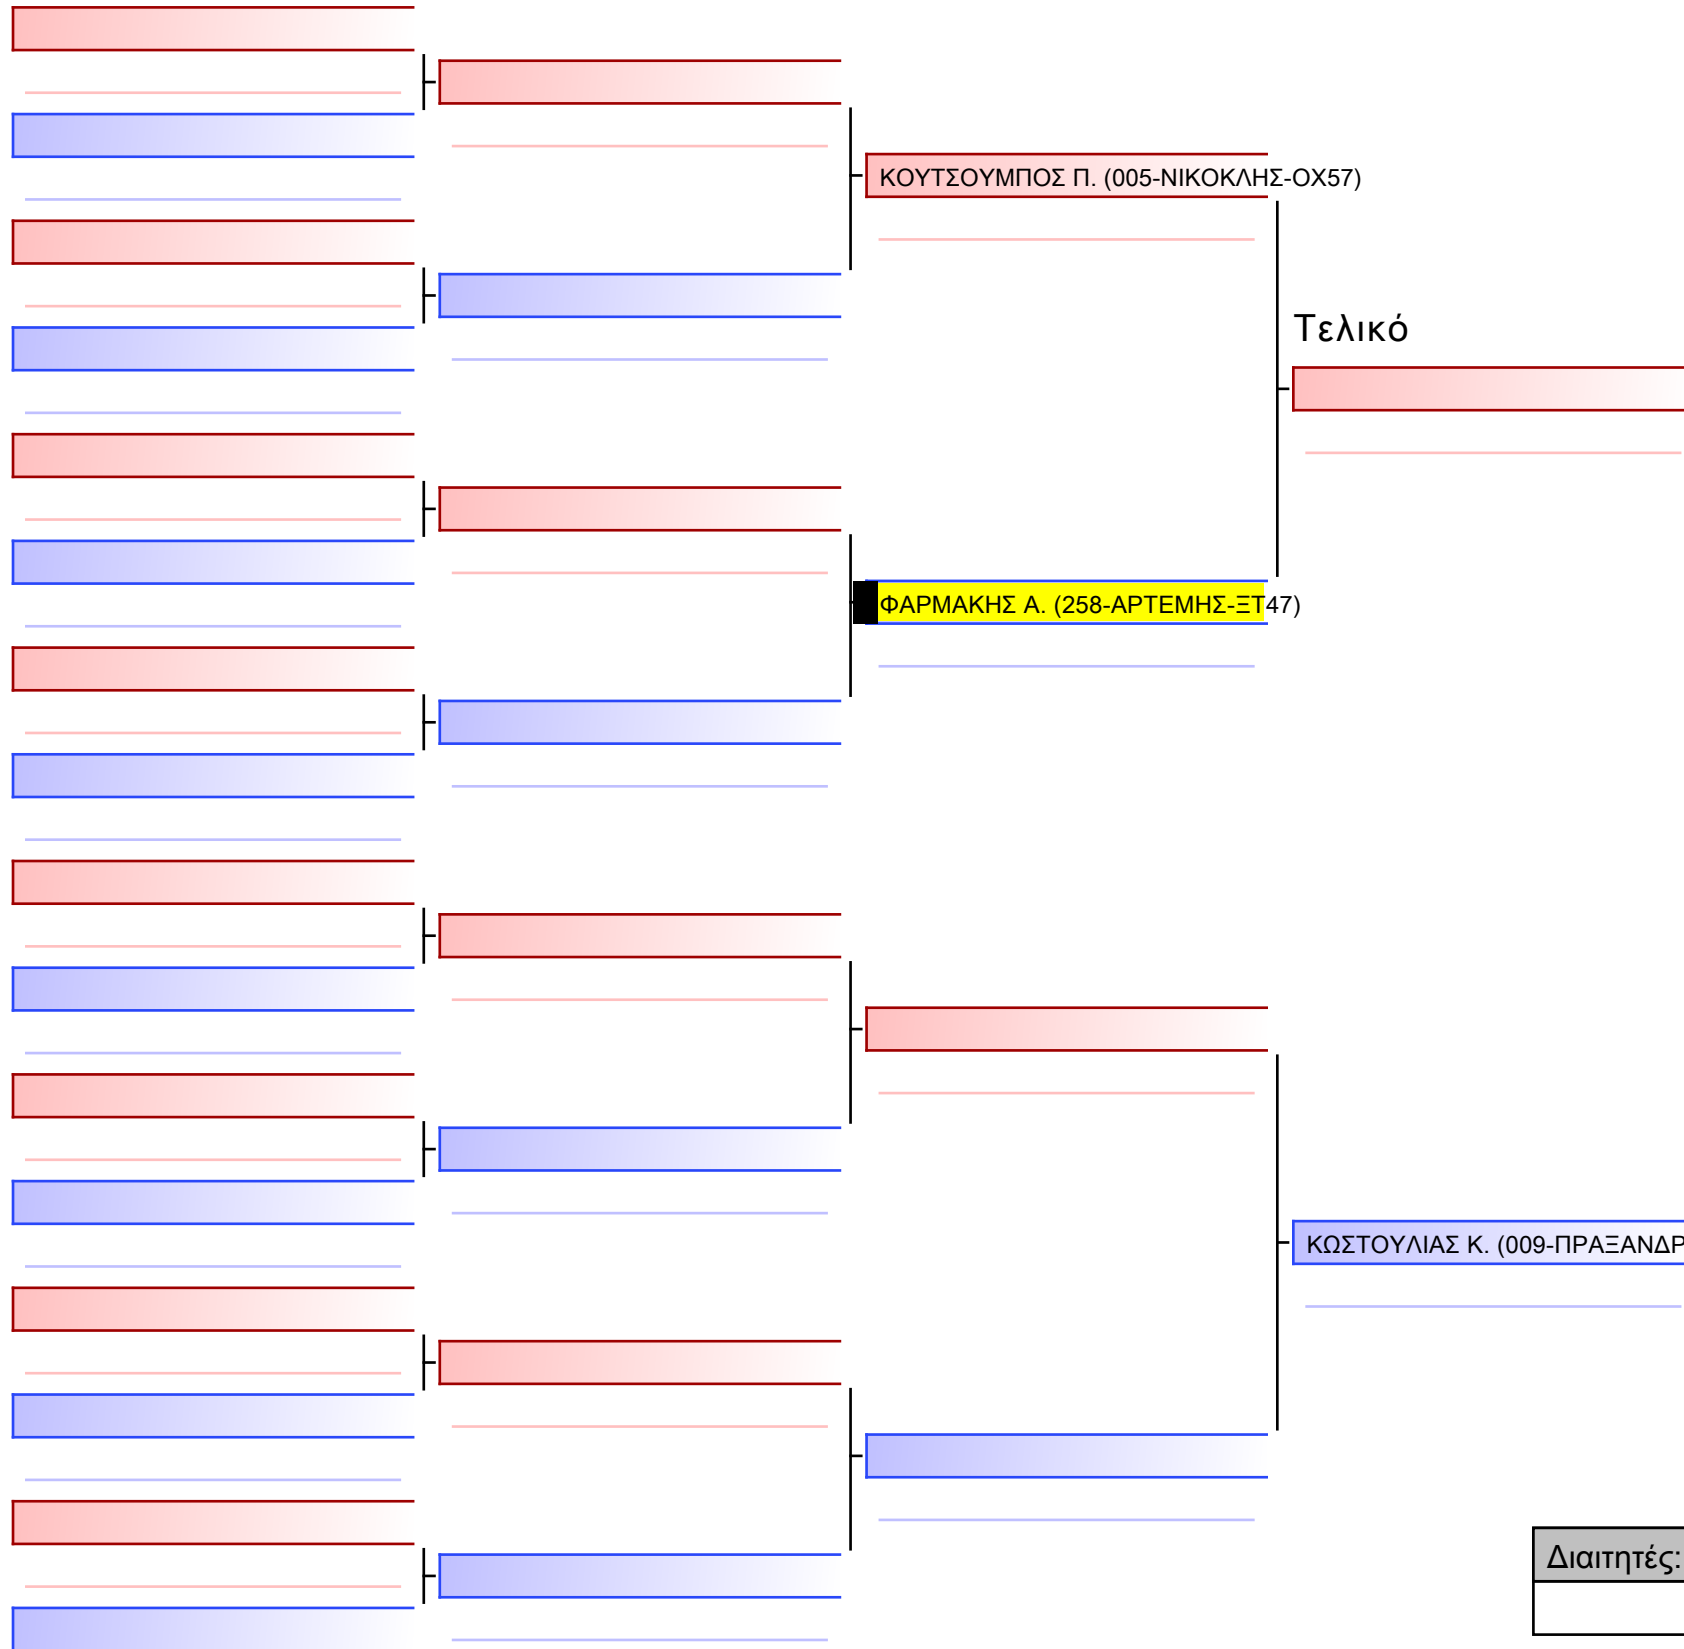 ΚΟΥΤΣΟΥΜΠΟΣ Π. (005-ΝΙΚΟΚΛΗΣ-ΟΧ57)
Τελικό
ΦΑΡΜΑΚΗΣ Α. (258-ΑΡΤΕΜΗΣ-ΞΤ47)
ΚΩΣΤΟΥΛΙΑΣ Κ. (009-ΠΡΑΞΑΝΔΡ
Διαιτητές: